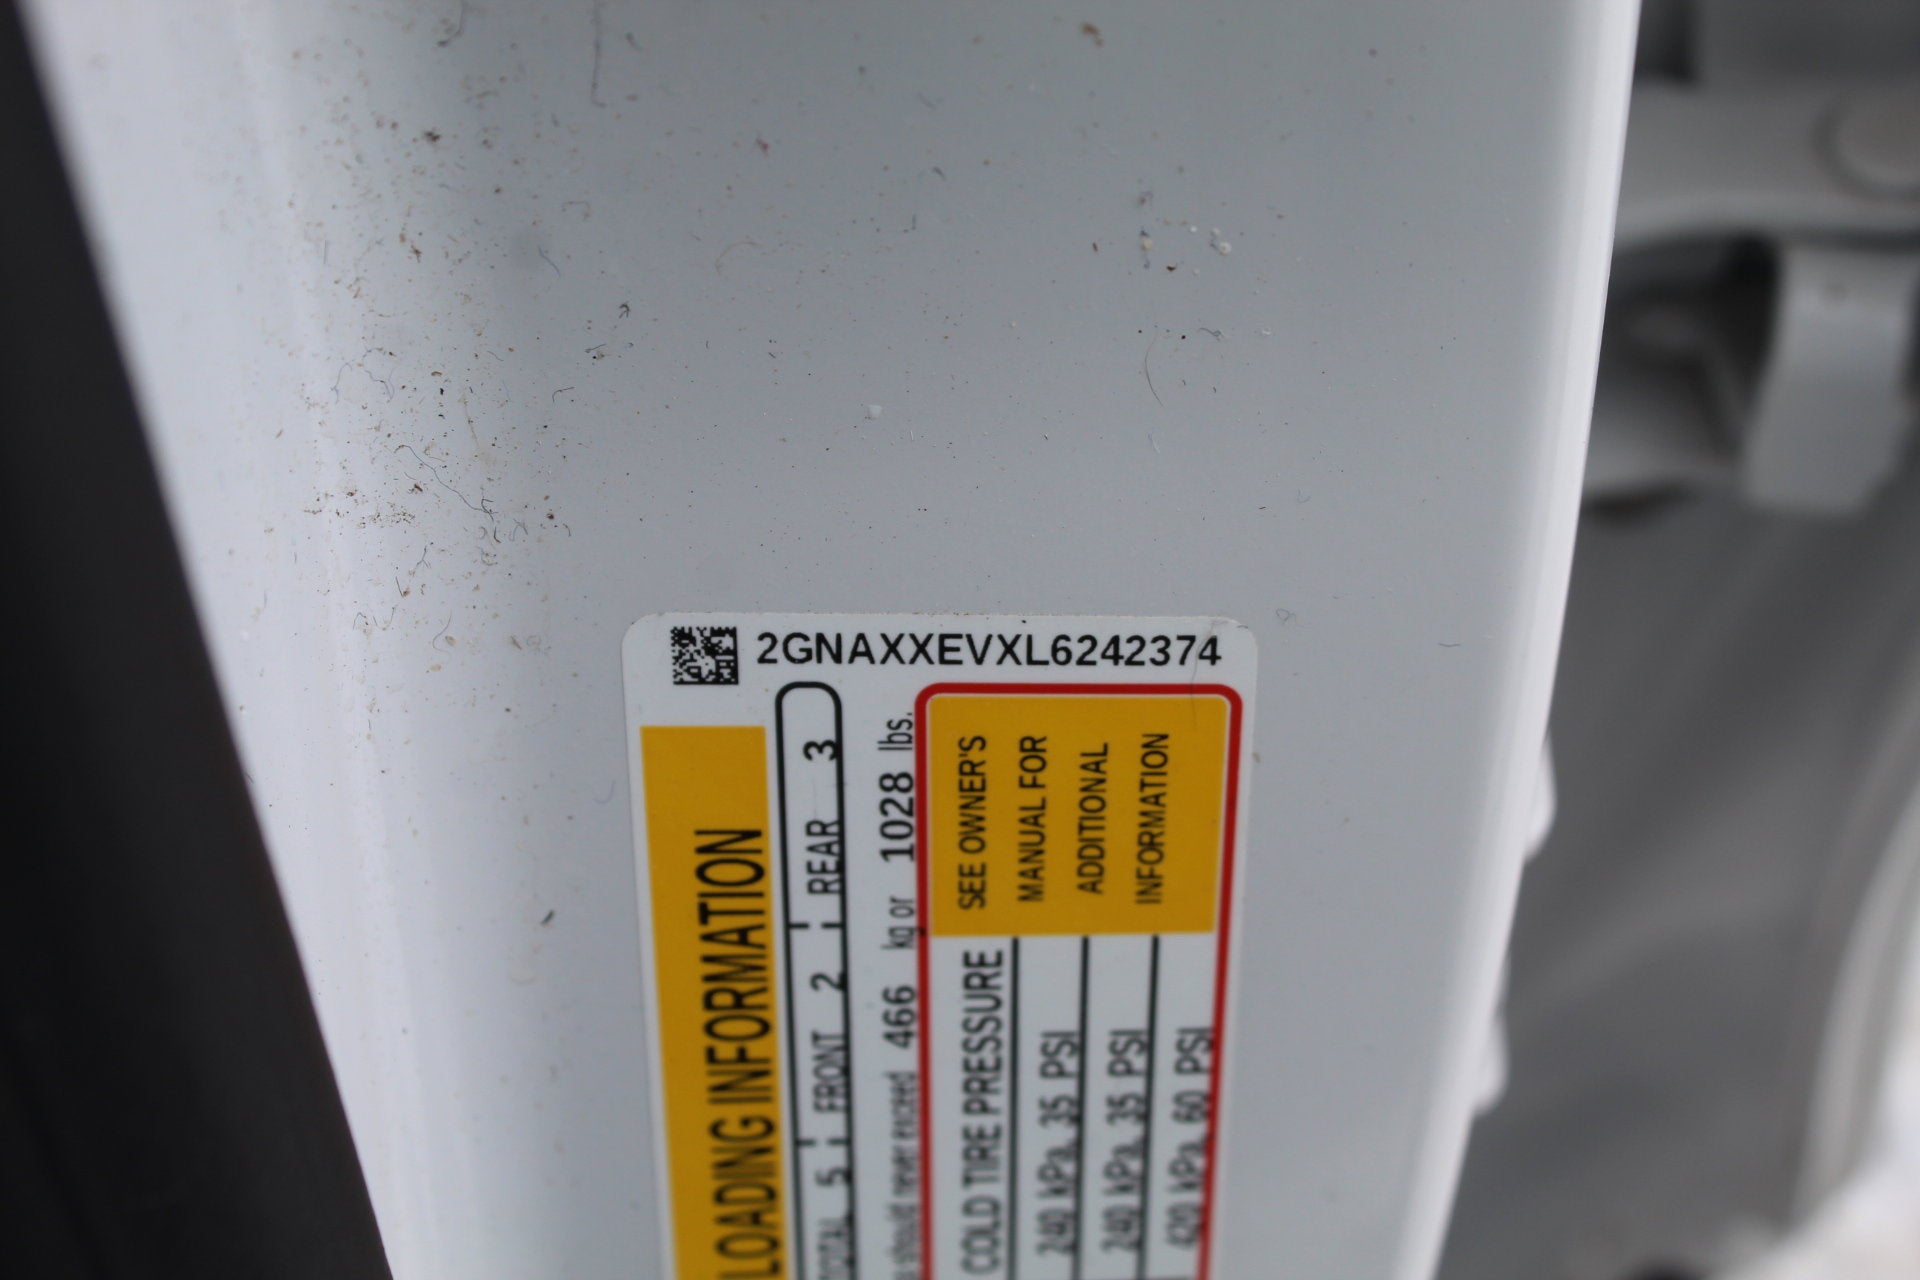 2GNAXXEVXL6242374
LOADING INFORMATION
TOTAL 5 FRONT 2 REAR 3
should never exceed 466 kg or 1028 lbs.
COLD TIRE PRESSURE
240 kPa, 35 PSI
240 kPa, 35 PSI
420 kPa, 60 PSI
SEE OWNER'S
MANUAL FOR
ADDITIONAL
INFORMATION